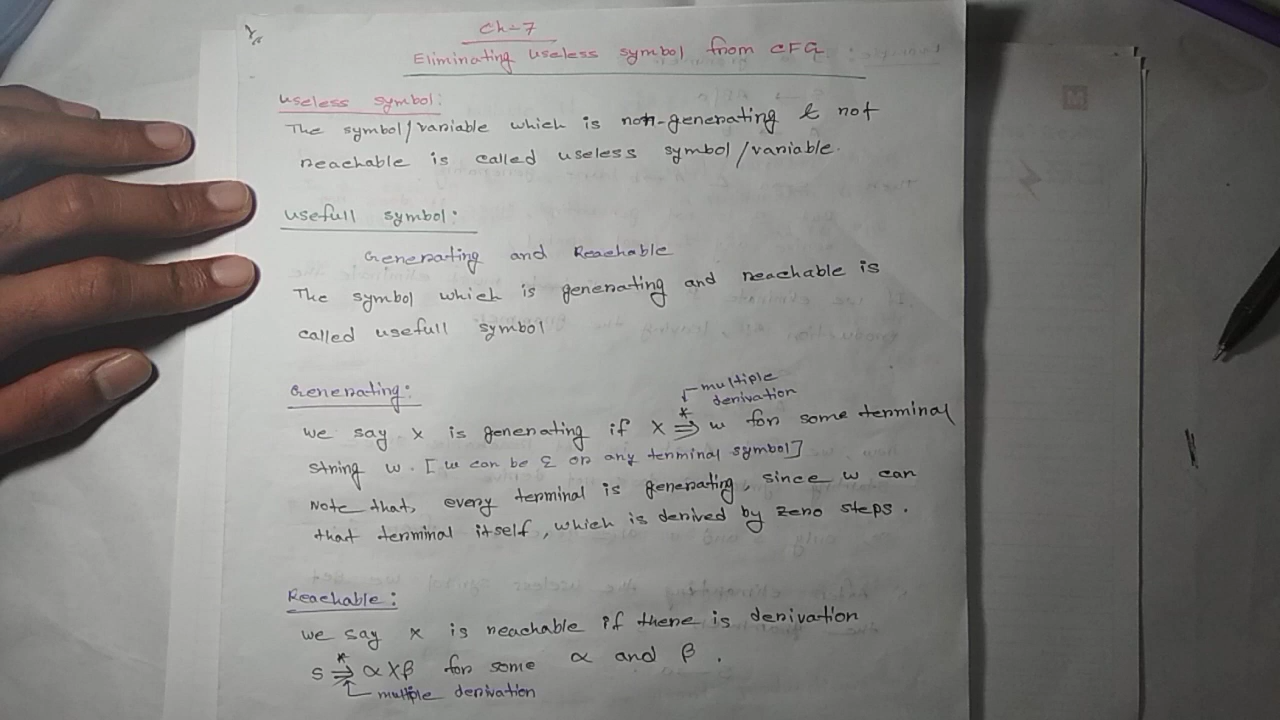 Ch-7
Eliminating useless symbol from CFG
useless symbol:
The symbol/variable which is non-generating & not
reachable is called useless symbol/variable.
Usefull symbol:
Generating and Reachable
The symbol which is generating and reachable is
called usefull symbol
Generating:
multiple
derivation
we say x is generating if X *⇒ w for some terminal
string w. [w can be ε or any terminal symbol]
Note that, every terminal is generating, since w can
that terminal itself, which is derived by zero steps.
Reachable:
we say x is reachable if there is derivation
S *⇒ αXβ for some α and β.
multiple derivation